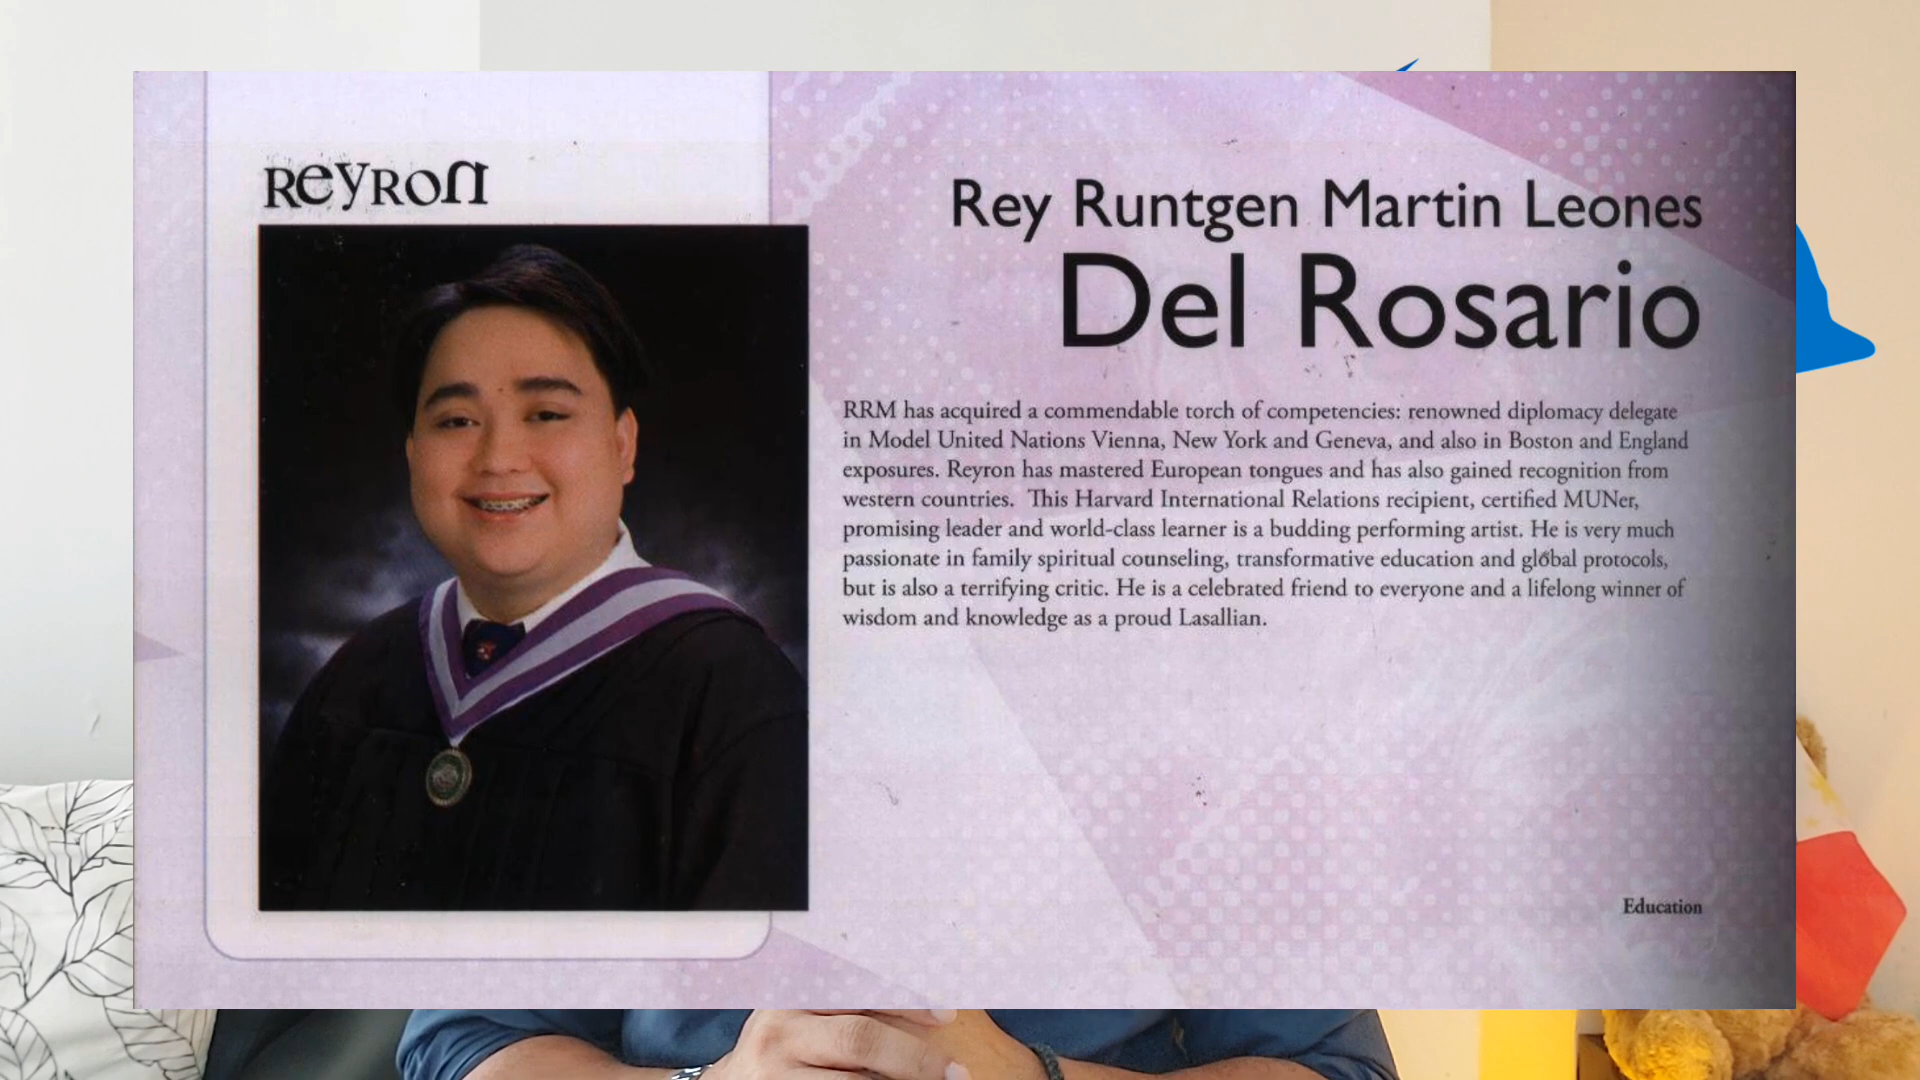 Reyron
Rey Runtgen Martin Leones
Del Rosario
RRM has acquired a commendable torch of competencies: renowned diplomacy delegate
in Model United Nations Vienna, New York and Geneva, and also in Boston and England
exposures. Reyron has mastered European tongues and has also gained recognition from
western countries. This Harvard International Relations recipient, certified MUNer,
promising leader and world-class learner is a budding performing artist. He is very much
passionate in family spiritual counseling, transformative education and global protocols,
but is also a terrifying critic. He is a celebrated friend to everyone and a lifelong winner of
wisdom and knowledge as a proud Lasallian.
Education